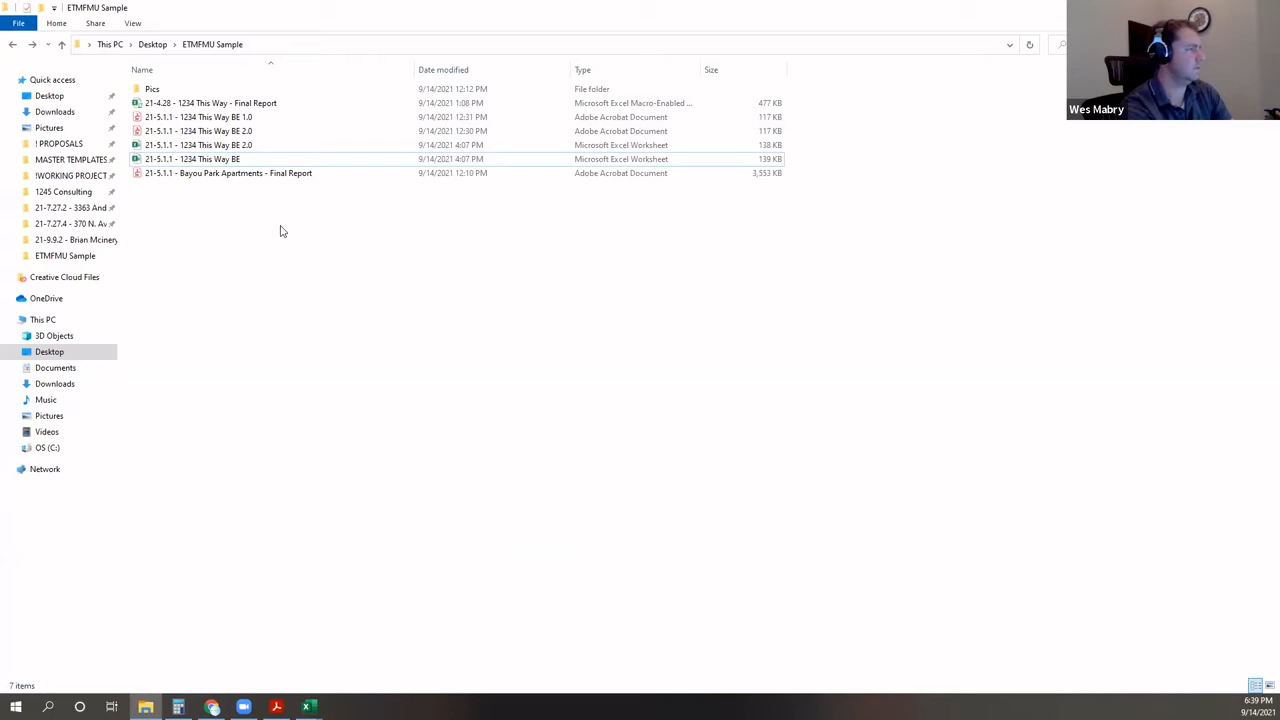 ETMFMU Sample
File Home Share View
This PC Desktop ETMFMU Sample
Name Date modified Type Size
Pics 9/14/2021 12:12 PM File folder
21-4.28 - 1234 This Way - Final Report 9/14/2021 1:08 PM Microsoft Excel Macro-Enabled ... 477 KB
21-5.1.1 - 1234 This Way BE 1.0 9/14/2021 12:31 PM Adobe Acrobat Document 117 KB
21-5.1.1 - 1234 This Way BE 2.0 9/14/2021 12:30 PM Adobe Acrobat Document 117 KB
21-5.1.1 - 1234 This Way BE 2.0 9/14/2021 4:07 PM Microsoft Excel Worksheet 138 KB
21-5.1.1 - 1234 This Way BE 9/14/2021 4:07 PM Microsoft Excel Worksheet 139 KB
21-5.1.1 - Bayou Park Apartments - Final Report 9/14/2021 12:10 PM Adobe Acrobat Document 3,553 KB
Quick access
Desktop
Downloads
Pictures
! PROPOSALS
MASTER TEMPLATES
!WORKING PROJECT
1245 Consulting
21-7.27.2 - 3363 And
21-7.27.4 - 370 N. Av
21-9.9.2 - Brian Mcinery
ETMFMU Sample
Creative Cloud Files
OneDrive
This PC
3D Objects
Desktop
Documents
Downloads
Music
Pictures
Videos
OS (C:)
Network
Wes Mabry
7 items
6:39 PM
9/14/2021